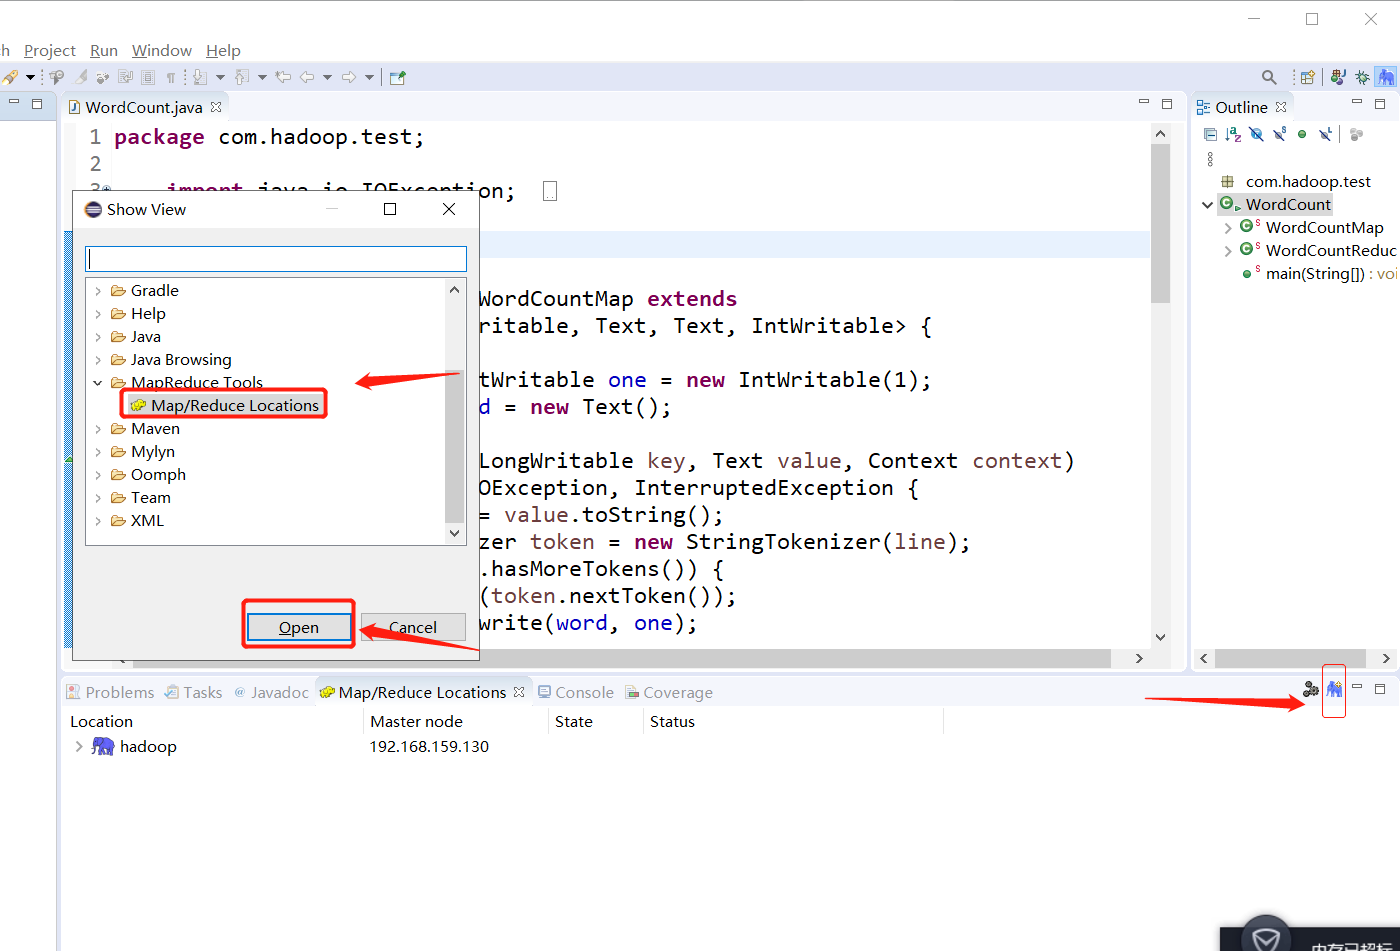 Project Run Window Help
WordCount.java
1 package com.hadoop.test;
2
import java.io.IOException;
WordCountMap extends
ritable, Text, Text, IntWritable> {
tWritable one = new IntWritable(1);
d = new Text();
LongWritable key, Text value, Context context)
OException, InterruptedException {
= value.toString();
zer token = new StringTokenizer(line);
.hasMoreTokens()) {
(token.nextToken());
write(word, one);
Show View
Gradle
Help
Java
Java Browsing
MapReduce Tools
Map/Reduce Locations
Maven
Mylyn
Oomph
Team
XML
Open Cancel
Outline
com.hadoop.test
WordCount
WordCountMap
WordCountReduc
main(String[]) : voi
Problems Tasks @ Javadoc Map/Reduce Locations Console Coverage
Location Master node State Status
hadoop 192.168.159.130
内存已超标